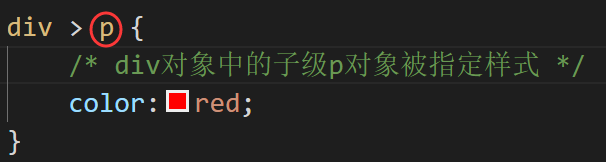 div > p {
/* div对象中的子级p对象被指定样式 */
color: red;
}